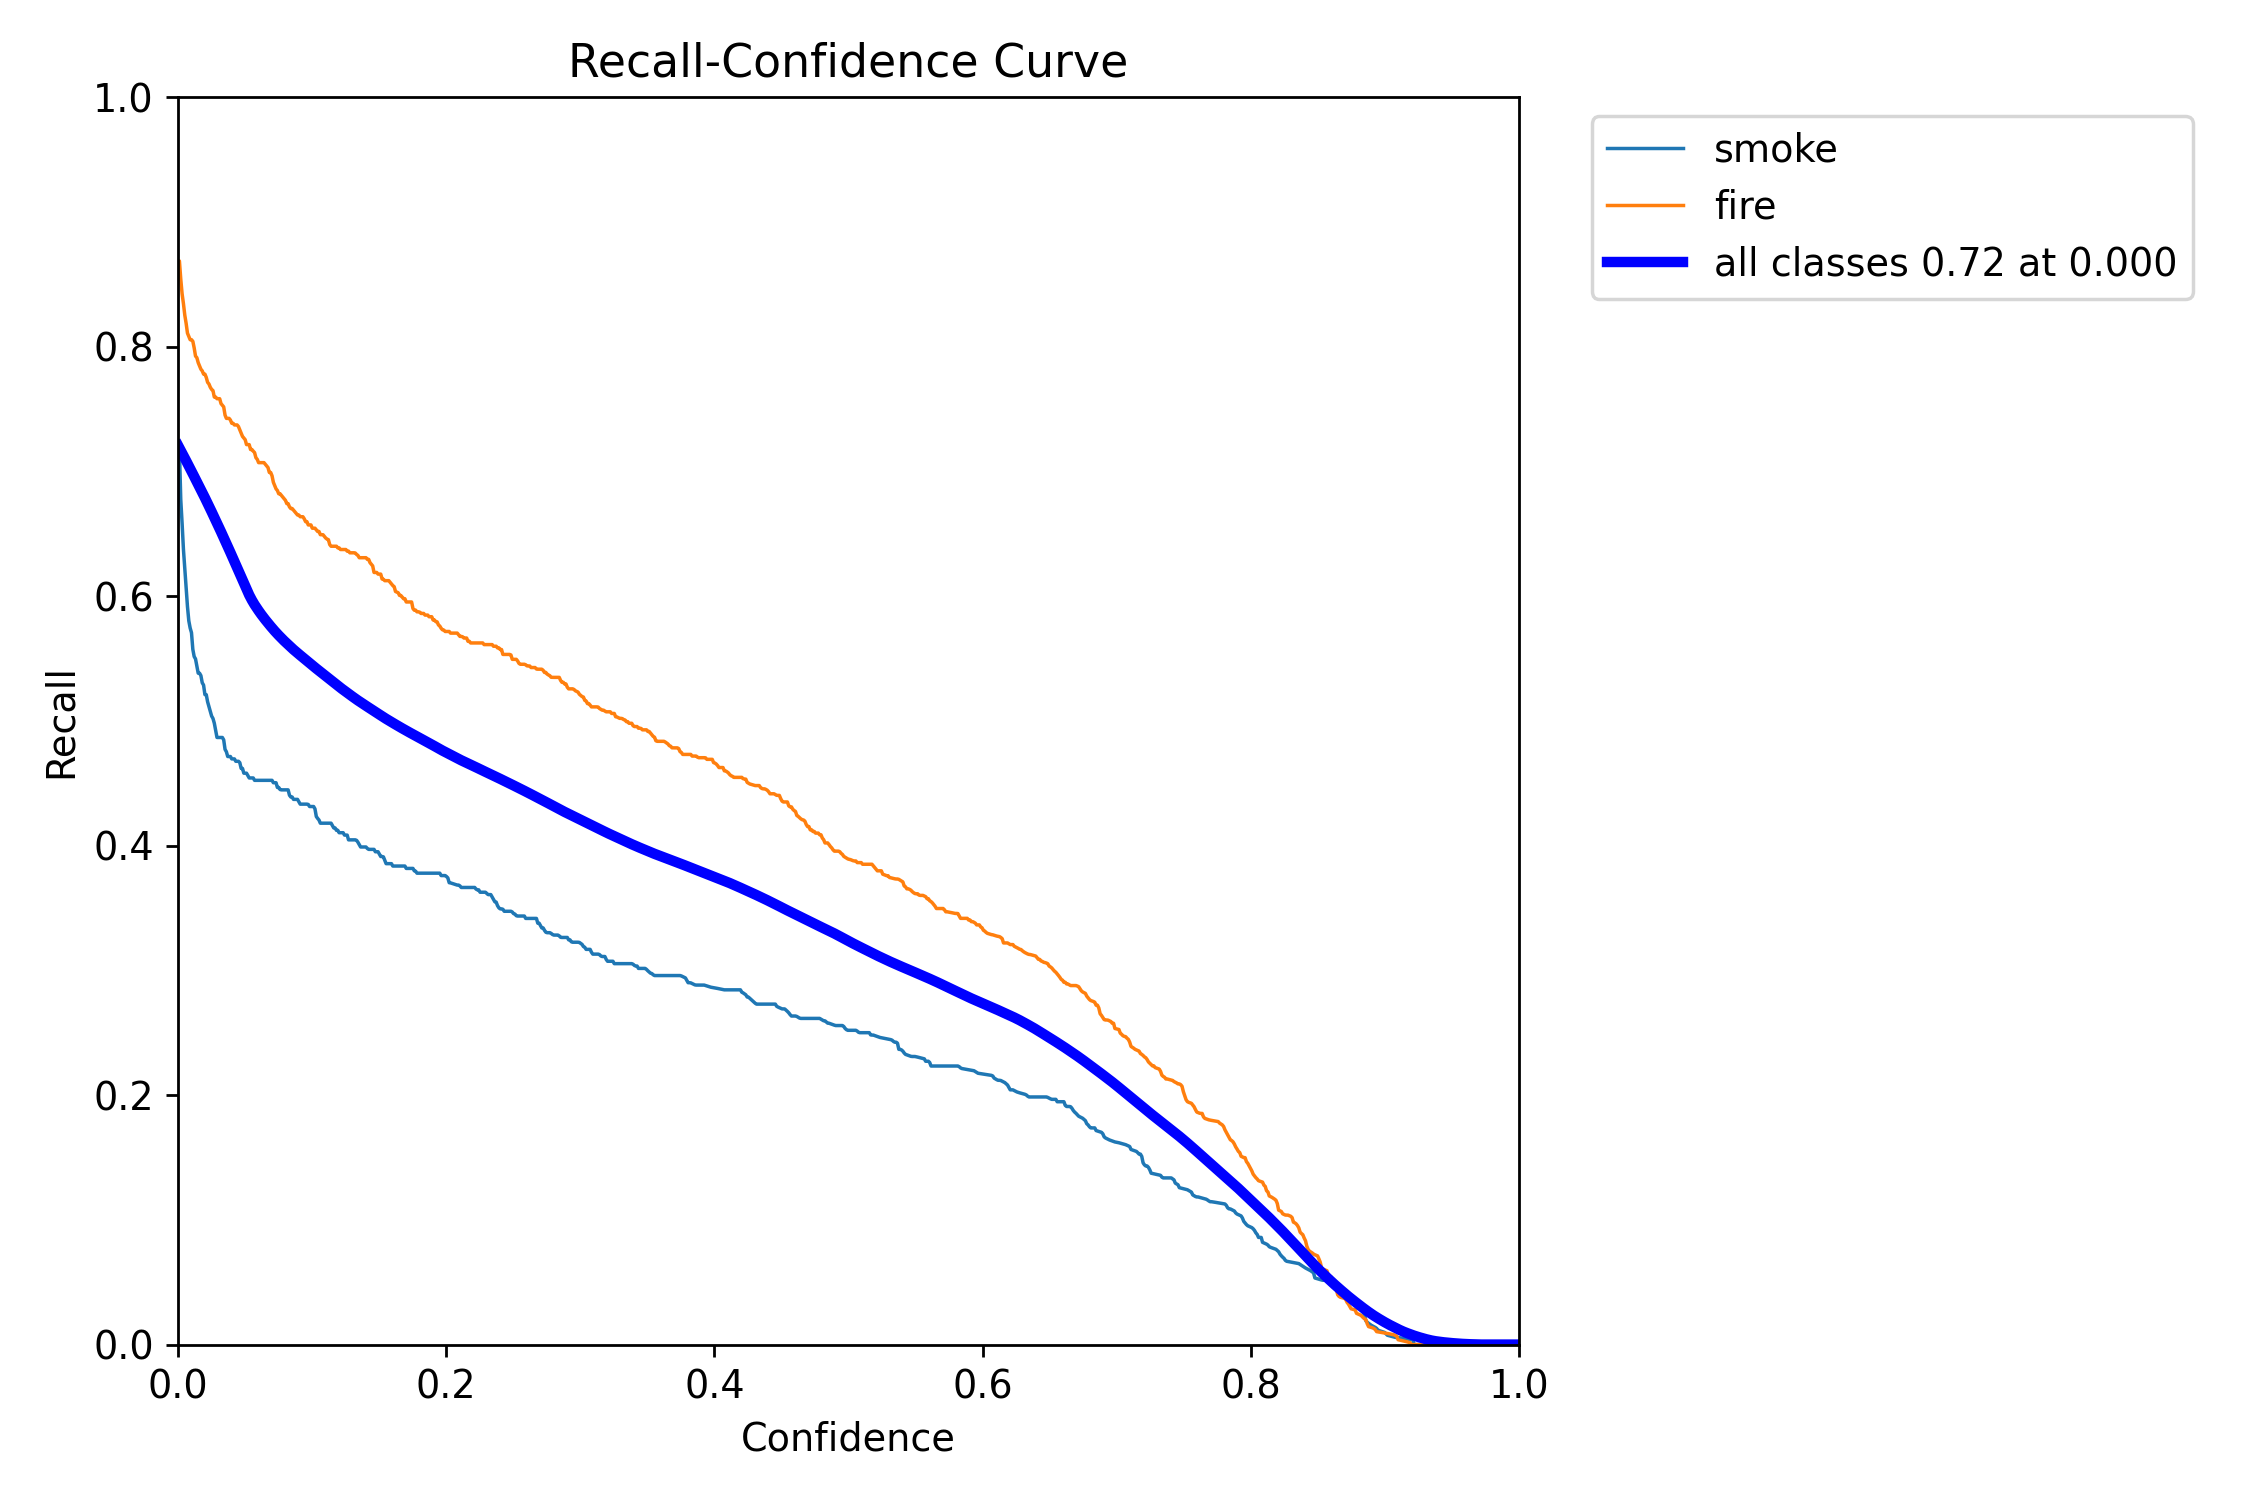 Recall-Confidence Curve
1.0
0.8
0.6
0.4
0.2
0.0
Recall
0.0 0.2 0.4 0.6 0.8 1.0
Confidence
smoke
fire
all classes 0.72 at 0.000